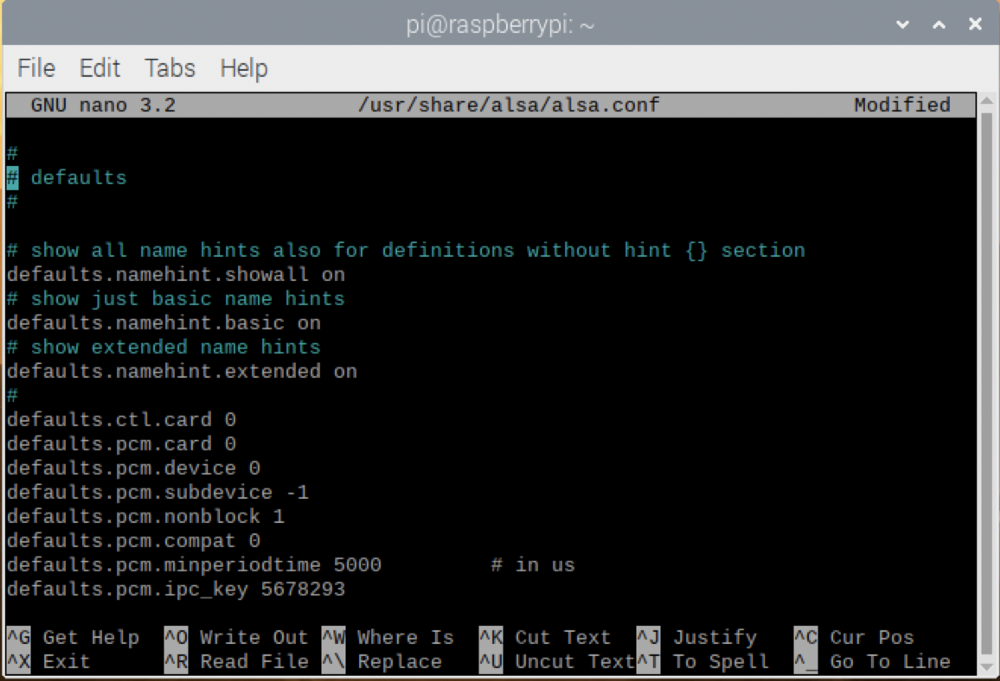 pi@raspberrypi: ~
File Edit Tabs Help
GNU nano 3.2 /usr/share/alsa/alsa.conf Modified
#
# defaults
#
# show all name hints also for definitions without hint {} section
defaults.namehint.showall on
# show just basic name hints
defaults.namehint.basic on
# show extended name hints
defaults.namehint.extended on
#
defaults.ctl.card 0
defaults.pcm.card 0
defaults.pcm.device 0
defaults.pcm.subdevice -1
defaults.pcm.nonblock 1
defaults.pcm.compat 0
defaults.pcm.minperiodtime 5000 # in us
defaults.pcm.ipc_key 5678293
^G Get Help ^O Write Out ^W Where Is ^K Cut Text ^J Justify ^C Cur Pos
^X Exit ^R Read File ^\ Replace ^U Uncut Text ^T To Spell ^_ Go To Line